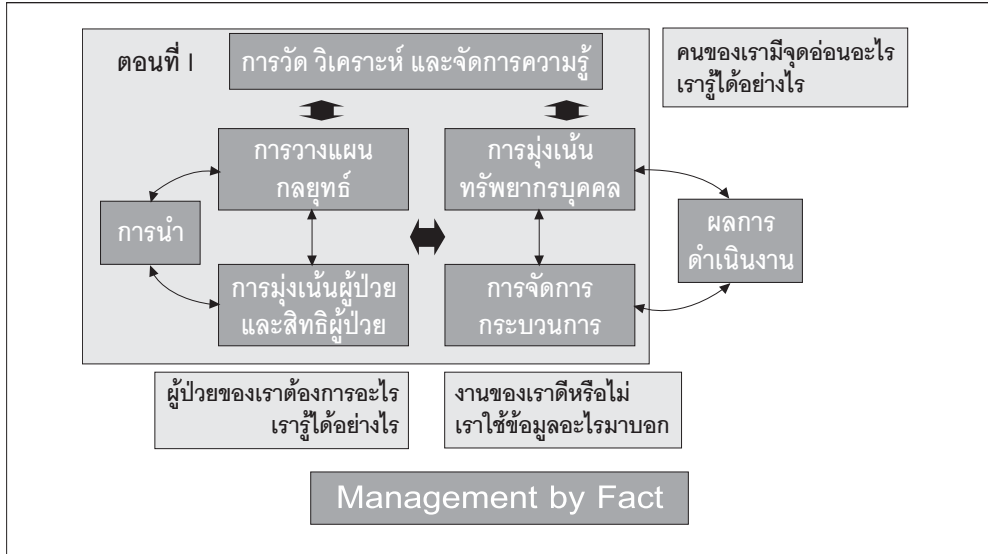 ตอนที่ I
การวัด วิเคราะห์ และจัดการความรู้
คนของเรามีจุดอ่อนอะไร
เรารู้ได้อย่างไร
การวางแผน
กลยุทธ์
การมุ่งเน้น
ทรัพยากรบุคคล
การนำ
ผลการ
ดำเนินงาน
การมุ่งเน้นผู้ป่วย
และสิทธิผู้ป่วย
การจัดการ
กระบวนการ
ผู้ป่วยของเราต้องการอะไร
เรารู้ได้อย่างไร
งานของเราดีหรือไม่
เราใช้ข้อมูลอะไรมาบอก
Management by Fact